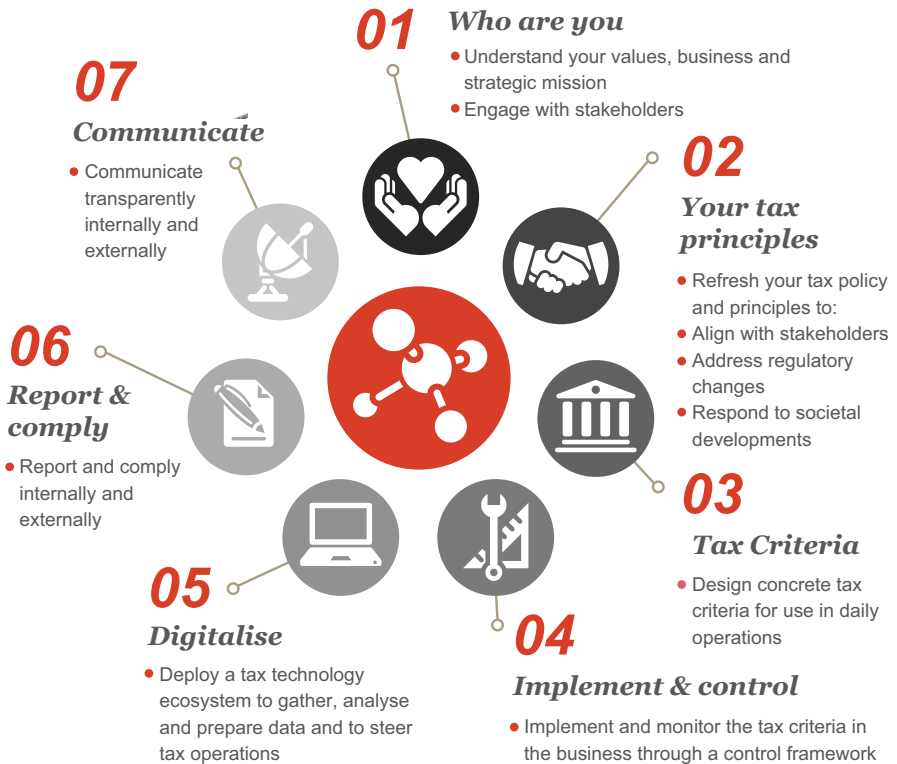 01
Who are you
• Understand your values, business and
strategic mission
• Engage with stakeholders
02
Your tax
principles
• Refresh your tax policy
and principles to:
• Align with stakeholders
• Address regulatory
changes
• Respond to societal
developments
03
Tax Criteria
• Design concrete tax
criteria for use in daily
operations
04
Implement & control
• Implement and monitor the tax criteria in
the business through a control framework
05
Digitalise
• Deploy a tax technology
ecosystem to gather, analyse
and prepare data and to steer
tax operations
06
Report &
comply
• Report and comply
internally and
externally
07
Communicate
• Communicate
transparently
internally and
externally